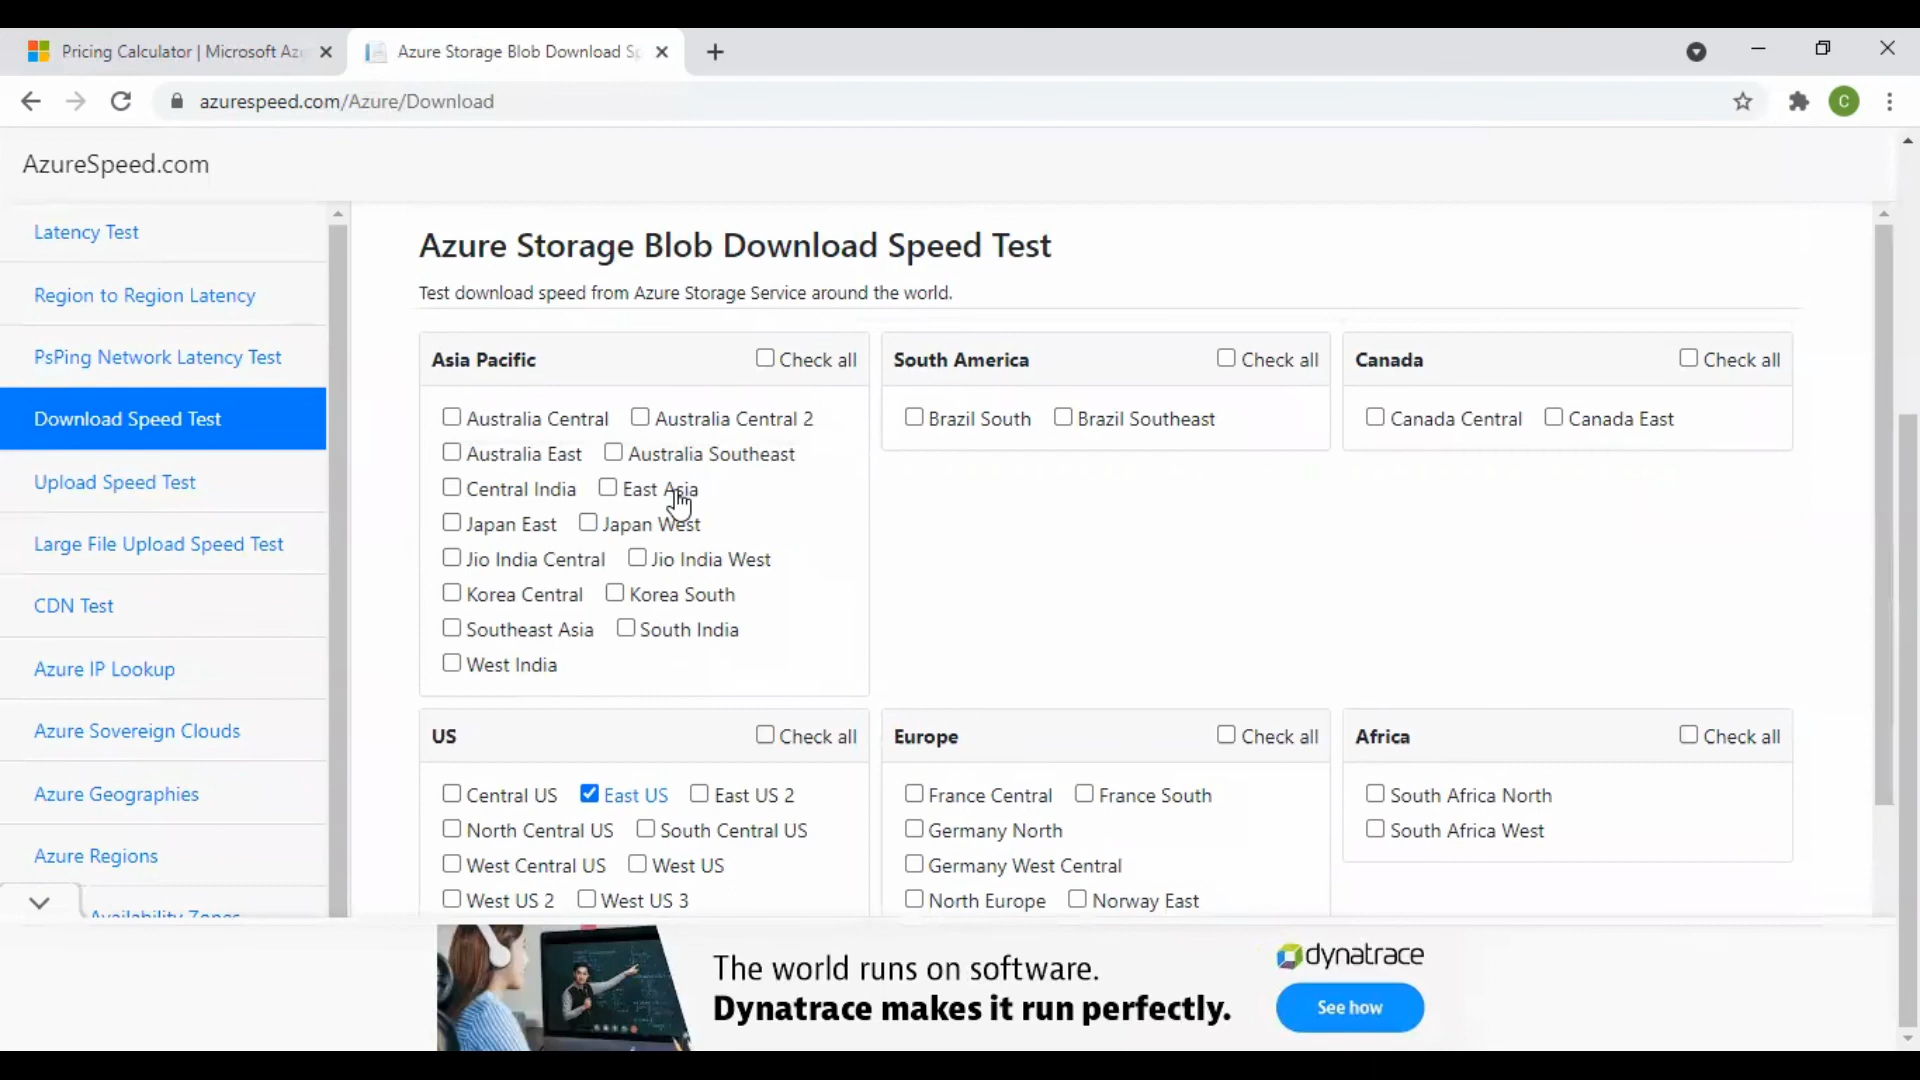 Pricing Calculator | Microsoft Az
Azure Storage Blob Download Sp
azurespeed.com/Azure/Download
C
AzureSpeed.com
Latency Test
Region to Region Latency
PsPing Network Latency Test
Download Speed Test
Upload Speed Test
Large File Upload Speed Test
CDN Test
Azure IP Lookup
Azure Sovereign Clouds
Azure Geographies
Azure Regions
Availability Zones
Azure Storage Blob Download Speed Test
Test download speed from Azure Storage Service around the world.
Asia Pacific Check all
Australia Central Australia Central 2
Australia East Australia Southeast
Central India East Asia
Japan East Japan West
Jio India Central Jio India West
Korea Central Korea South
Southeast Asia South India
West India
South America Check all
Brazil South Brazil Southeast
Canada Check all
Canada Central Canada East
US Check all
Central US East US East US 2
North Central US South Central US
West Central US West US
West US 2 West US 3
Europe Check all
France Central France South
Germany North
Germany West Central
North Europe Norway East
Africa Check all
South Africa North
South Africa West
The world runs on software.
Dynatrace makes it run perfectly.
dynatrace
See how